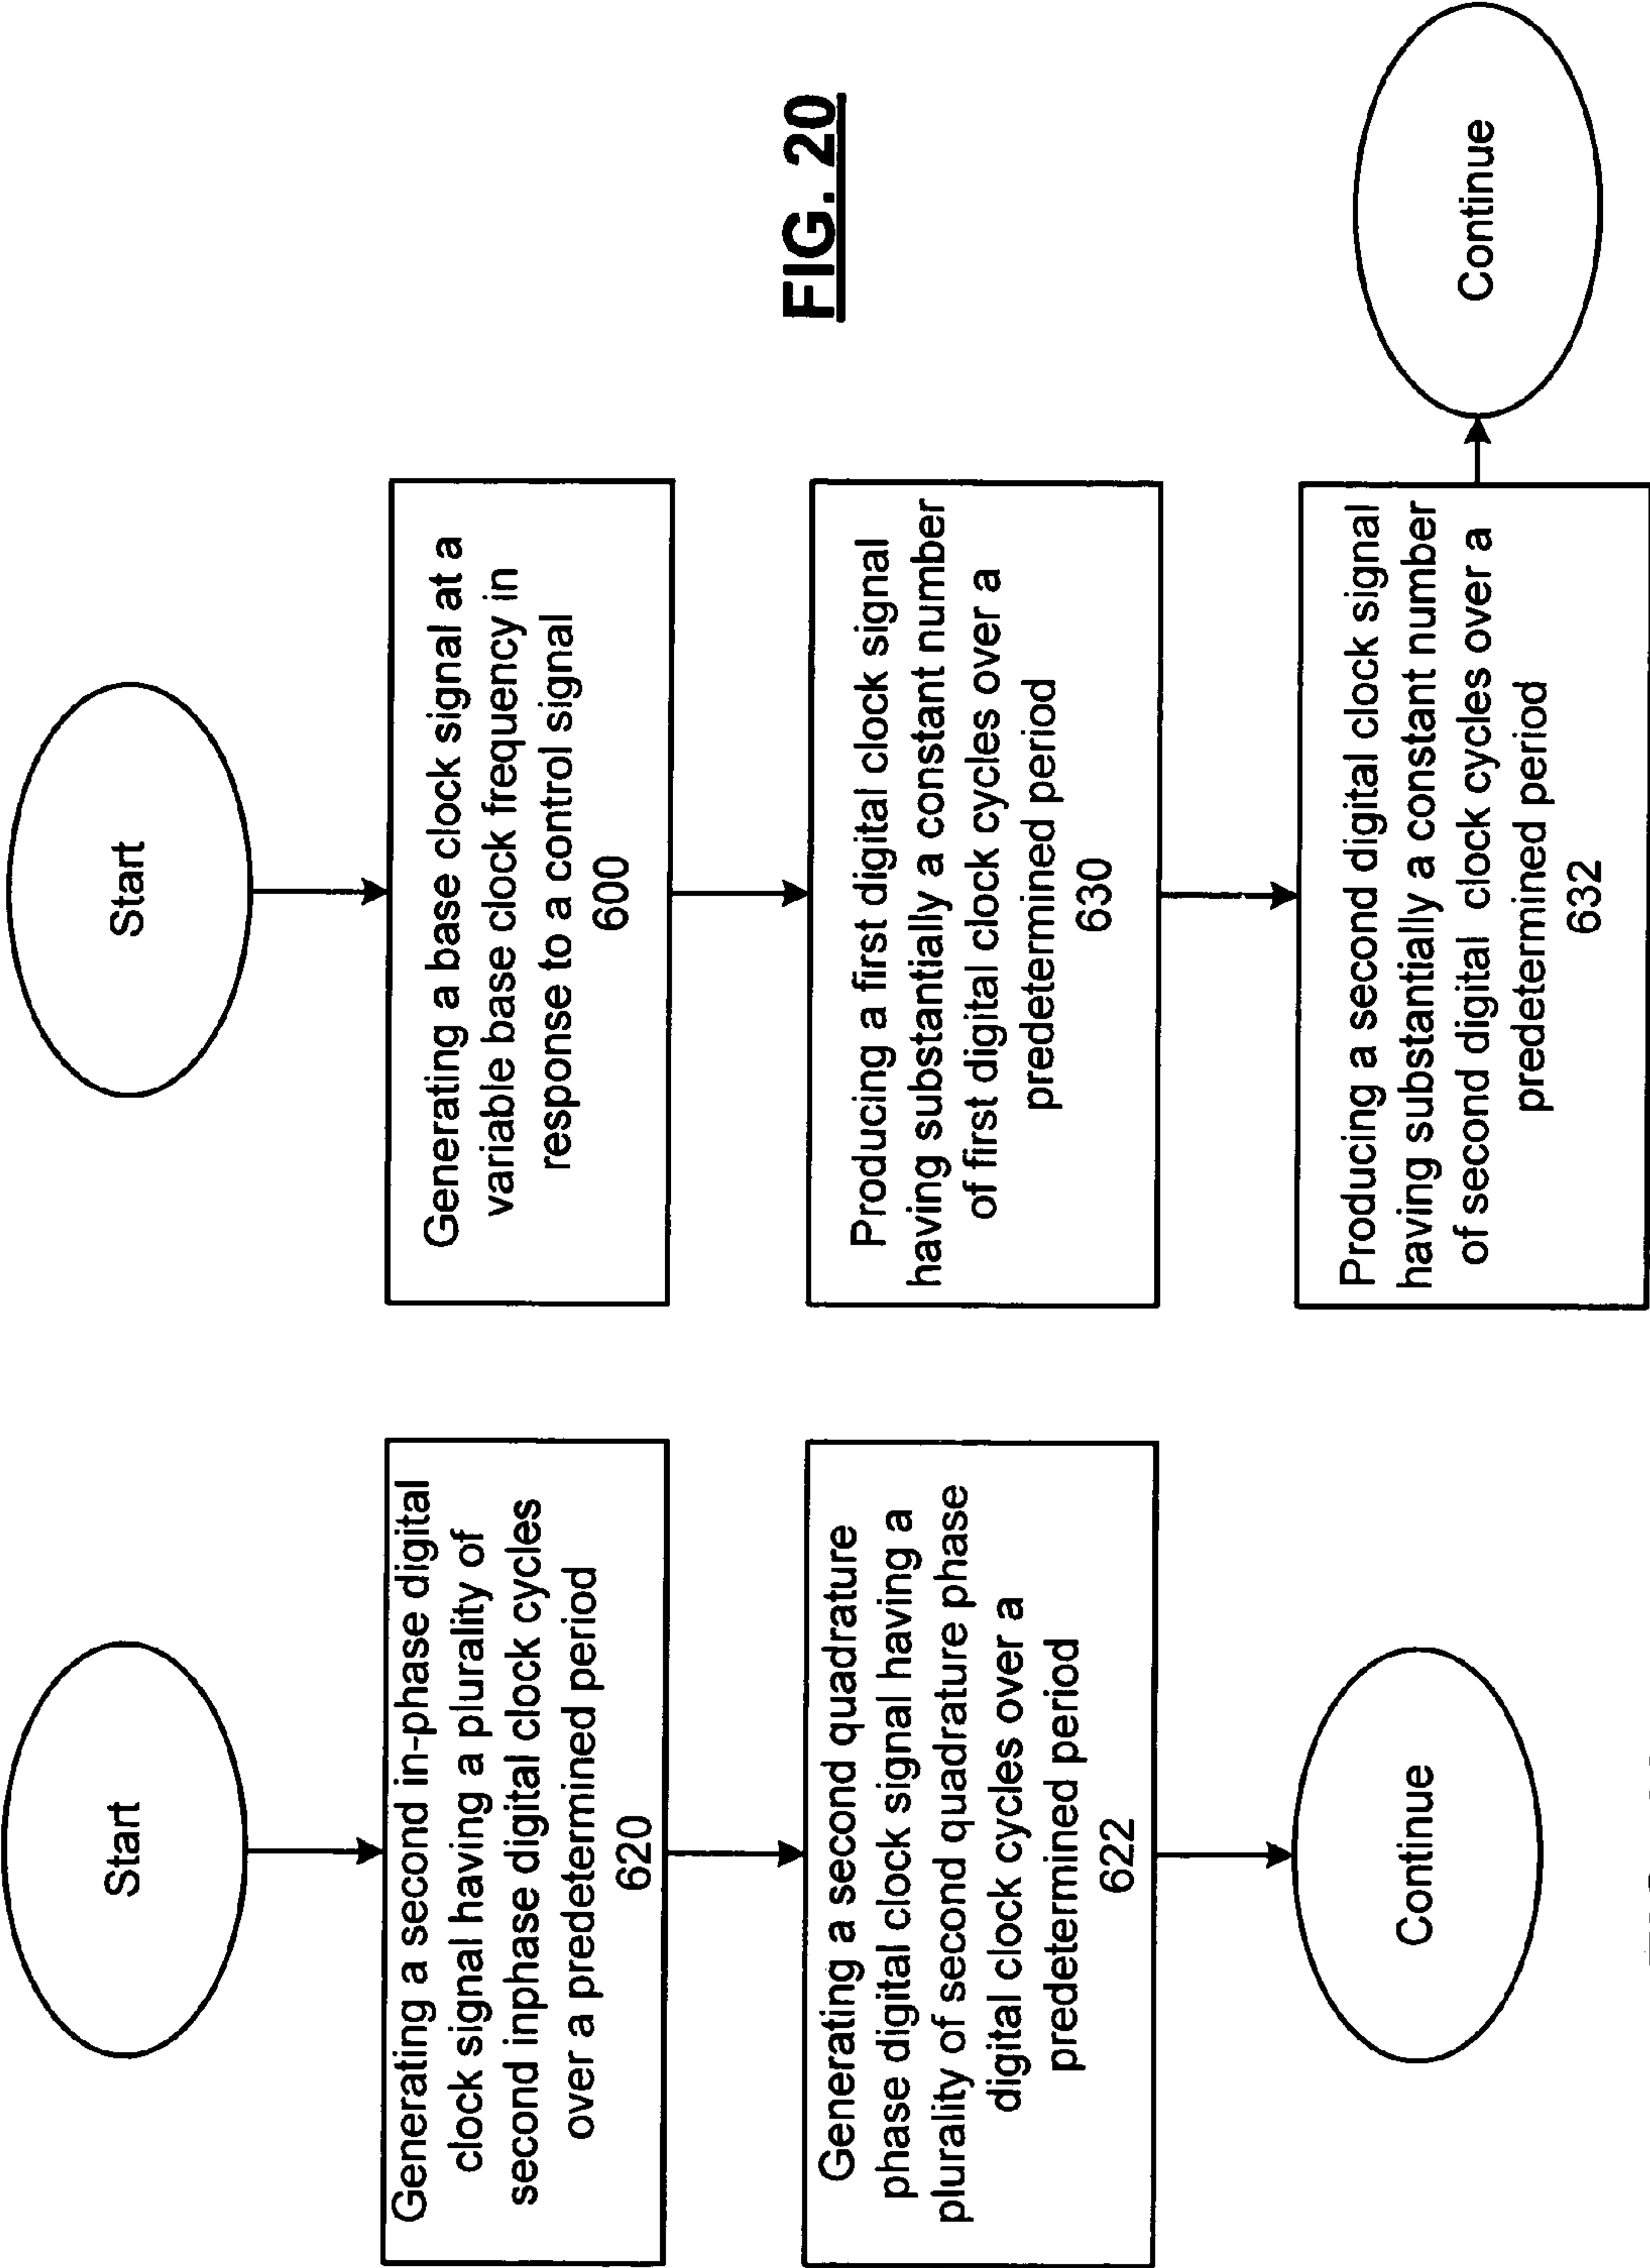 Start
Generating a second in-phase digital
clock signal having a plurality of
second inphase digital clock cycles
over a predetermined period
620
Generating a second quadrature
phase digital clock signal having a
plurality of second quadrature phase
digital clock cycles over a
predetermined period
622
Continue
Start
Generating a base clock signal at a
variable base clock frequency in
response to a control signal
600
Producing a first digital clock signal
having substantially a constant number
of first digital clock cycles over a
predetermined period
630
Producing a second digital clock signal
having substantially a constant number
of second digital clock cycles over a
predetermined period
632
Continue
FIG. 20